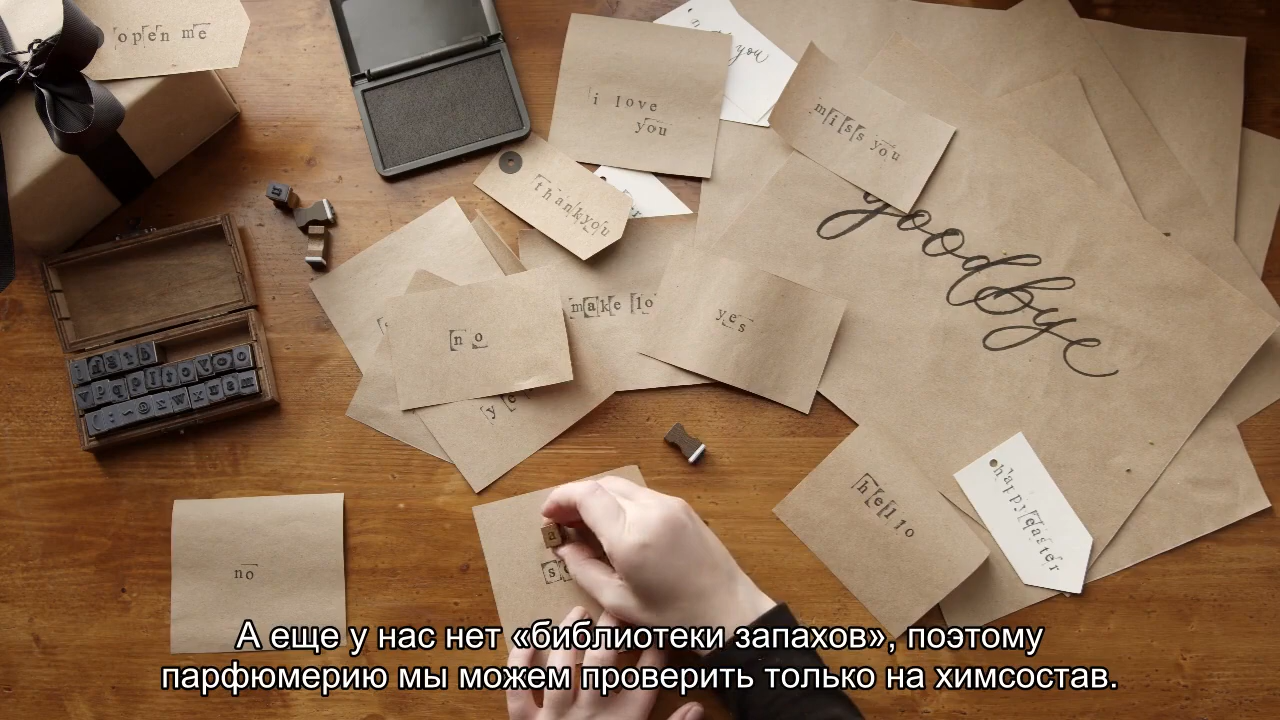 open me
you
i love
you
miss you
thankyou
goodbye
make lo
yes
no
hello
happy easter
no
А еще у нас нет «библиотеки запахов», поэтому
парфюмерию мы можем проверить только на химсостав.